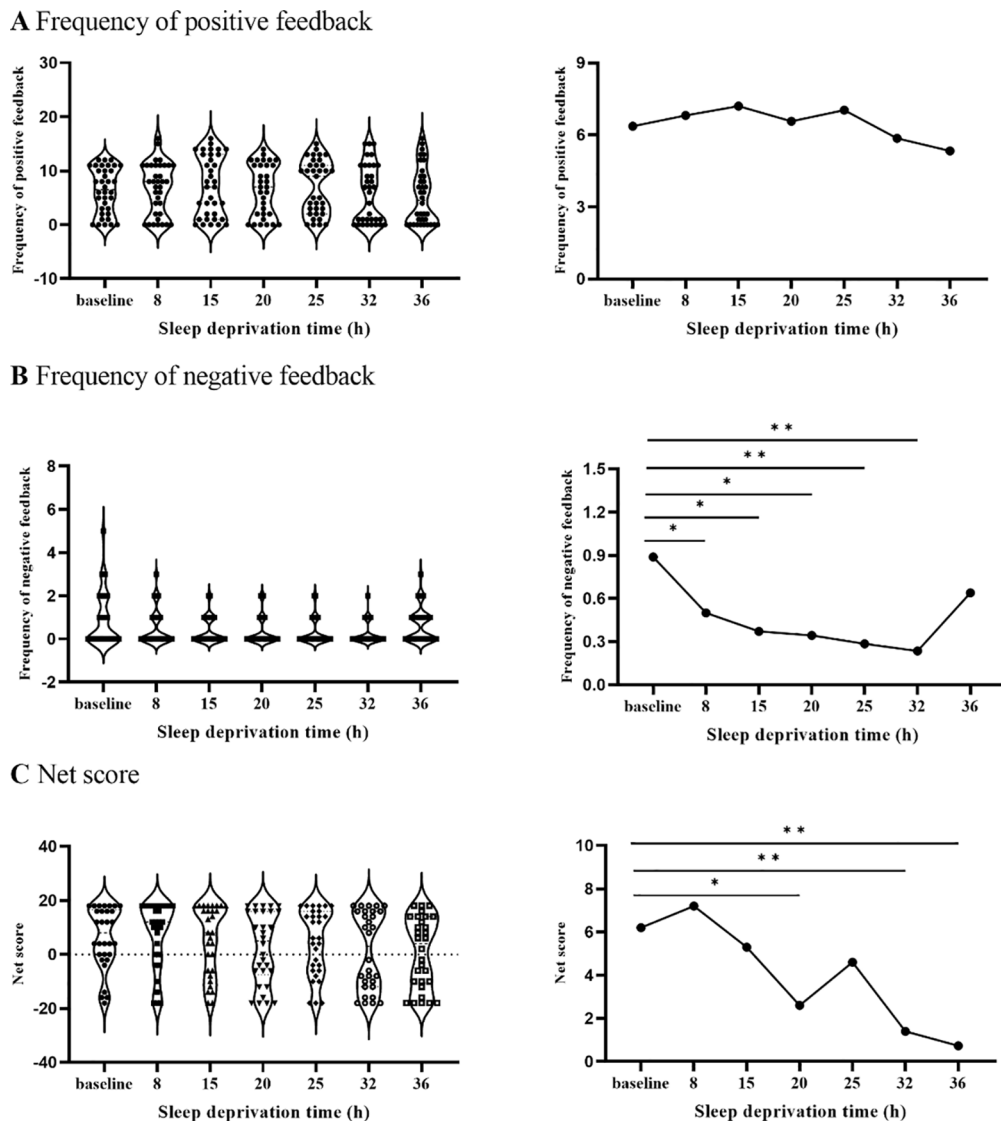 A Frequency of positive feedback
Frequency of positive feedback
30
20
10
0
-10
baseline 8 15 20 25 32 36
Sleep deprivation time (h)
Frequency of positive feedback
9
6
3
0
baseline 8 15 20 25 32 36
Sleep deprivation time (h)
B Frequency of negative feedback
Frequency of negative feedback
8
6
4
2
0
-2
baseline 8 15 20 25 32 36
Sleep deprivation time (h)
Frequency of negative feedback
* *
* *
*
*
*
1.5
1.2
0.9
0.6
0.3
0.0
baseline 8 15 20 25 32 36
Sleep deprivation time (h)
C Net score
Net score
40
20
0
-20
-40
baseline 8 15 20 25 32 36
Sleep deprivation time (h)
Net score
* *
* *
*
10
8
6
4
2
0
baseline 8 15 20 25 32 36
Sleep deprivation time (h)